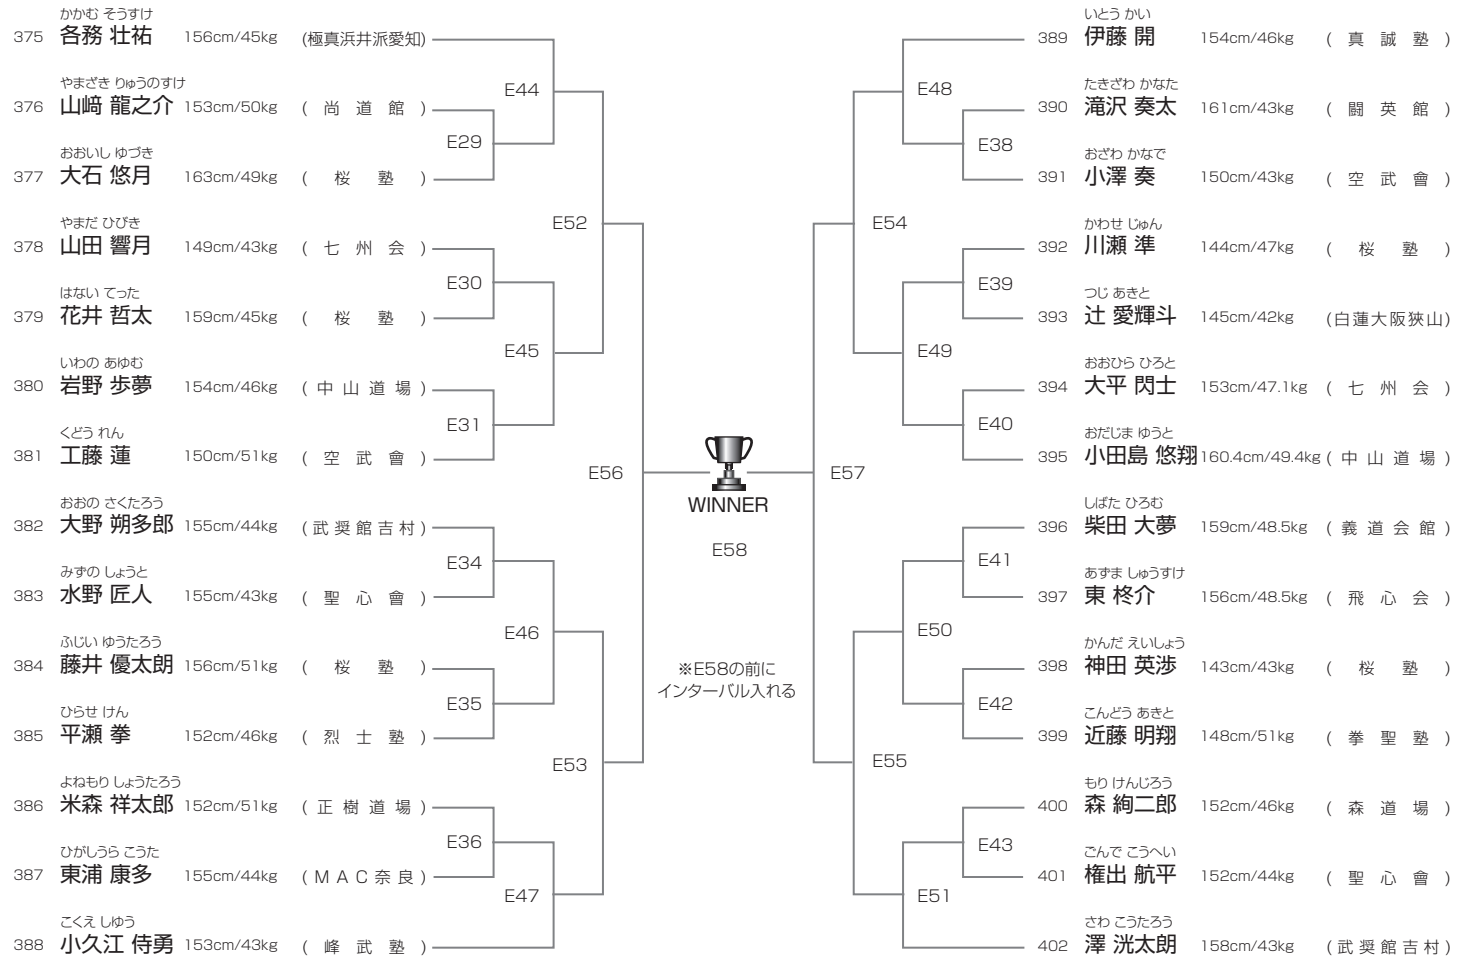 かかむ そうすけ
375 各務 壮祐 156cm/45kg (極真浜井派愛知)
やまざき りゅうのすけ
376 山﨑 龍之介 153cm/50kg (尚道館)
おおいし ゆづき
377 大石 悠月 163cm/49kg (桜塾)
やまだ ひびき
378 山田 響月 149cm/43kg (七州会)
はない てった
379 花井 哲太 159cm/45kg (桜塾)
いわの あゆむ
380 岩野 歩夢 154cm/46kg (中山道場)
くどう れん
381 工藤 蓮 150cm/51kg (空武會)
おおの さくたろう
382 大野 朔多郎 155cm/44kg (武奨館吉村)
みずの しょうと
383 水野 匠人 155cm/43kg (聖心會)
ふじい ゆうたろう
384 藤井 優太朗 156cm/51kg (桜塾)
ひらせ けん
385 平瀬 拳 152cm/46kg (烈士塾)
よねもり しょうたろう
386 米森 祥太郎 152cm/51kg (正樹道場)
ひがしうら こうた
387 東浦 康多 155cm/44kg (MAC奈良)
こくえ しゆう
388 小久江 侍勇 153cm/43kg (峰武塾)
E44
E29
E52
E30
E45
E31
E56
E34
E46
E35
E53
E36
E47
WINNER
E58
※E58の前に
インターバル入れる
E48
E38
E54
E39
E49
E40
E57
E41
E50
E42
E55
E43
E51
いとう かい
389 伊藤 開 154cm/46kg (真誠塾)
たきざわ かなた
390 滝沢 奏太 161cm/43kg (闘英館)
おざわ かなで
391 小澤 奏 150cm/43kg (空武會)
かわせ じゅん
392 川瀬 準 144cm/47kg (桜塾)
つじ あきと
393 辻 愛輝斗 145cm/42kg (白蓮大阪狭山)
おおひら ひろと
394 大平 閃士 153cm/47.1kg (七州会)
おだじま ゆうと
395 小田島 悠翔 160.4cm/49.4kg (中山道場)
しばた ひろむ
396 柴田 大夢 159cm/48.5kg (義道会館)
あずま しゅうすけ
397 東 柊介 156cm/48.5kg (飛心会)
かんだ えいしょう
398 神田 英渉 143cm/43kg (桜塾)
こんどう あきと
399 近藤 明翔 148cm/51kg (拳聖塾)
もり けんじろう
400 森 絢二郎 152cm/46kg (森道場)
ごんで こうへい
401 権出 航平 152cm/44kg (聖心會)
さわ こうたろう
402 澤 洸太朗 158cm/43kg (武奨館吉村)